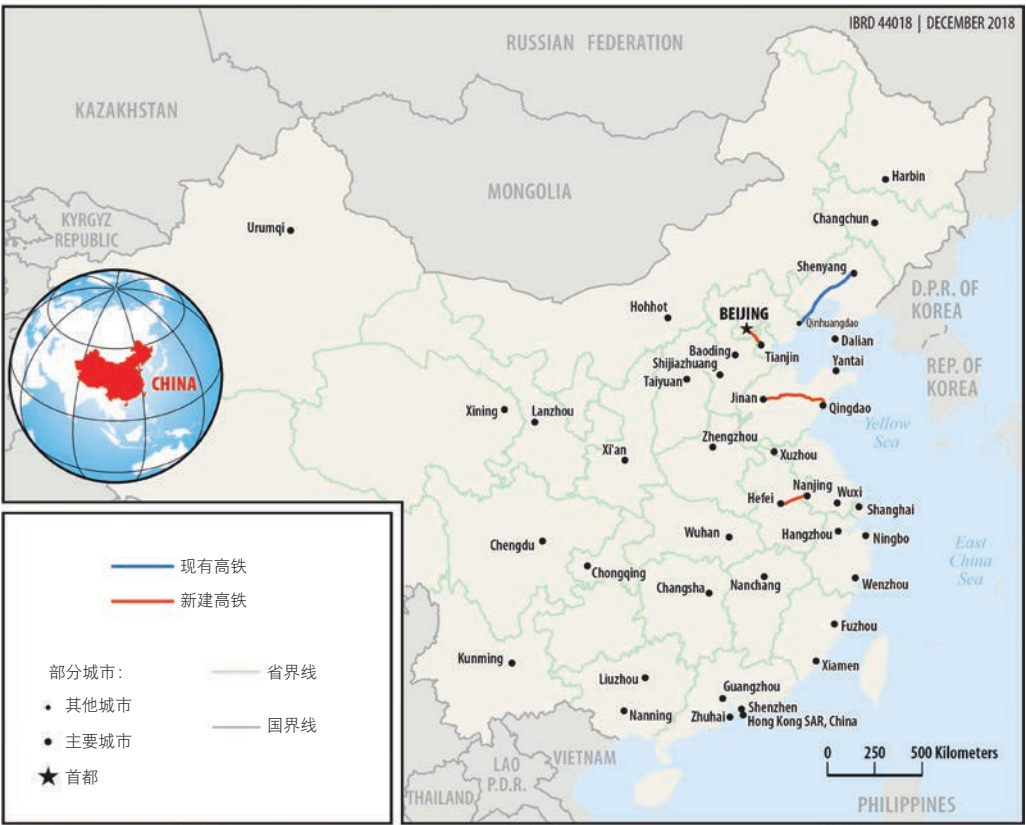 IBRD 44018 | DECEMBER 2018
RUSSIAN FEDERATION
KAZAKHSTAN
MONGOLIA
Harbin
KYRGYZ
REPUBLIC
Urumqi
Changchun
Shenyang
D.P.R. OF
KOREA
Hohhot
BEIJING
Qinhuangdao
Dalian
Baoding
Tianjin
Yantai
Shijiazhuang
REP. OF
KOREA
Taiyuan
CHINA
Jinan
Qingdao
Xining
Lanzhou
Yellow
Sea
Zhengzhou
Xi'an
Xuzhou
Nanjing
Wuxi
Hefei
Shanghai
Wuhan
Hangzhou
Ningbo
Chengdu
East
China
Sea
Chongqing
Changsha
Nanchang
Wenzhou
Fuzhou
Kunming
Xiamen
Liuzhou
Guangzhou
Shenzhen
Nanning
Zhuhai
Hong Kong SAR, China
0 250 500 Kilometers
VIETNAM
LAO
P.D.R.
THAILAND
PHILIPPINES
现有高铁
新建高铁
部分城市：
省界线
其他城市
国界线
主要城市
首都